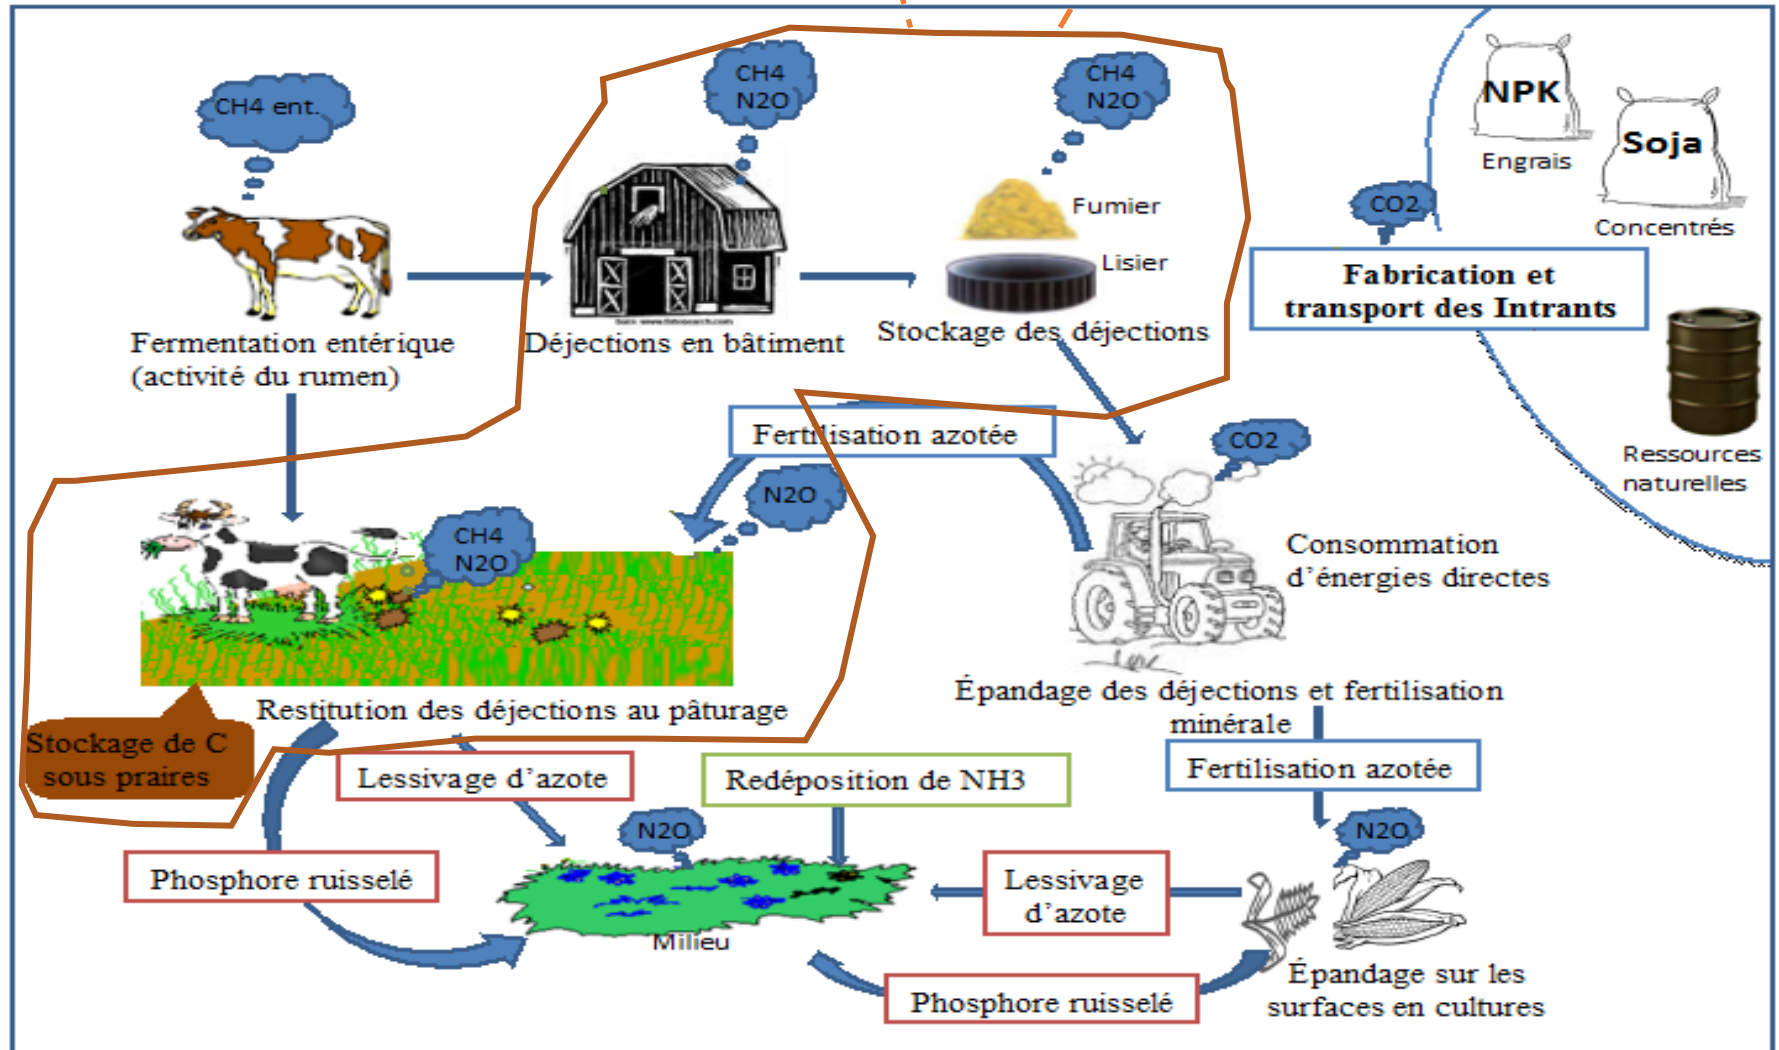 CH4 ent.
CH4
N2O
CH4
N2O
NPK
Engrais
Soja
Concentrés
CO2
Fumier
Lisier
Fabrication et
transport des Intrants
Fermentation entérique
(activité du rumen)
Déjections en bâtiment
Stockage des déjections
Fertilisation azotée
CO2
Ressources
naturelles
N2O
CH4
N2O
Consommation
d’énergies directes
Restitution des déjections au pâturage
Épandage des déjections et fertilisation
minérale
Stockage de C
sous praires
Lessivage d’azote
Redéposition de NH3
Fertilisation azotée
N2O
N2O
Phosphore ruisselé
Lessivage
d’azote
Milieu
Phosphore ruisselé
Épandage sur les
surfaces en cultures